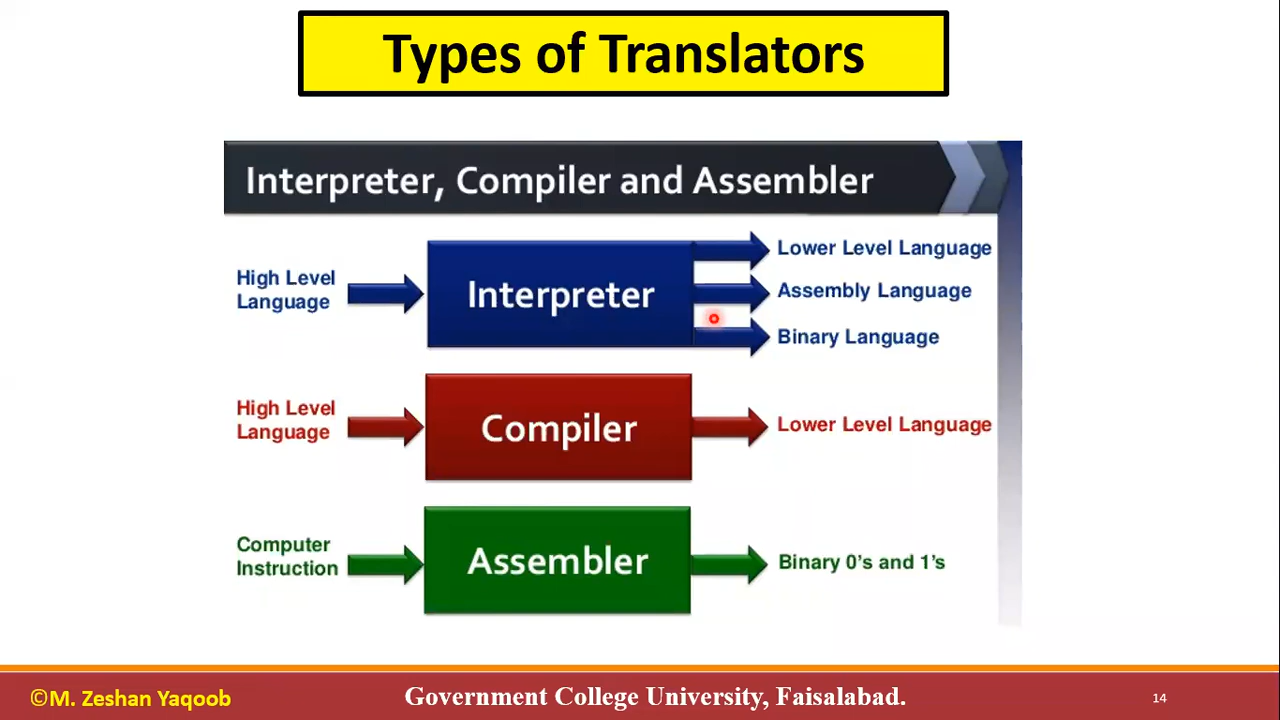 Types of Translators
Interpreter, Compiler and Assembler
High Level
Language
Interpreter
Lower Level Language
Assembly Language
Binary Language
High Level
Language
Compiler
Lower Level Language
Computer
Instruction
Assembler
Binary 0's and 1's
©M. Zeshan Yaqoob
Government College University, Faisalabad.
14